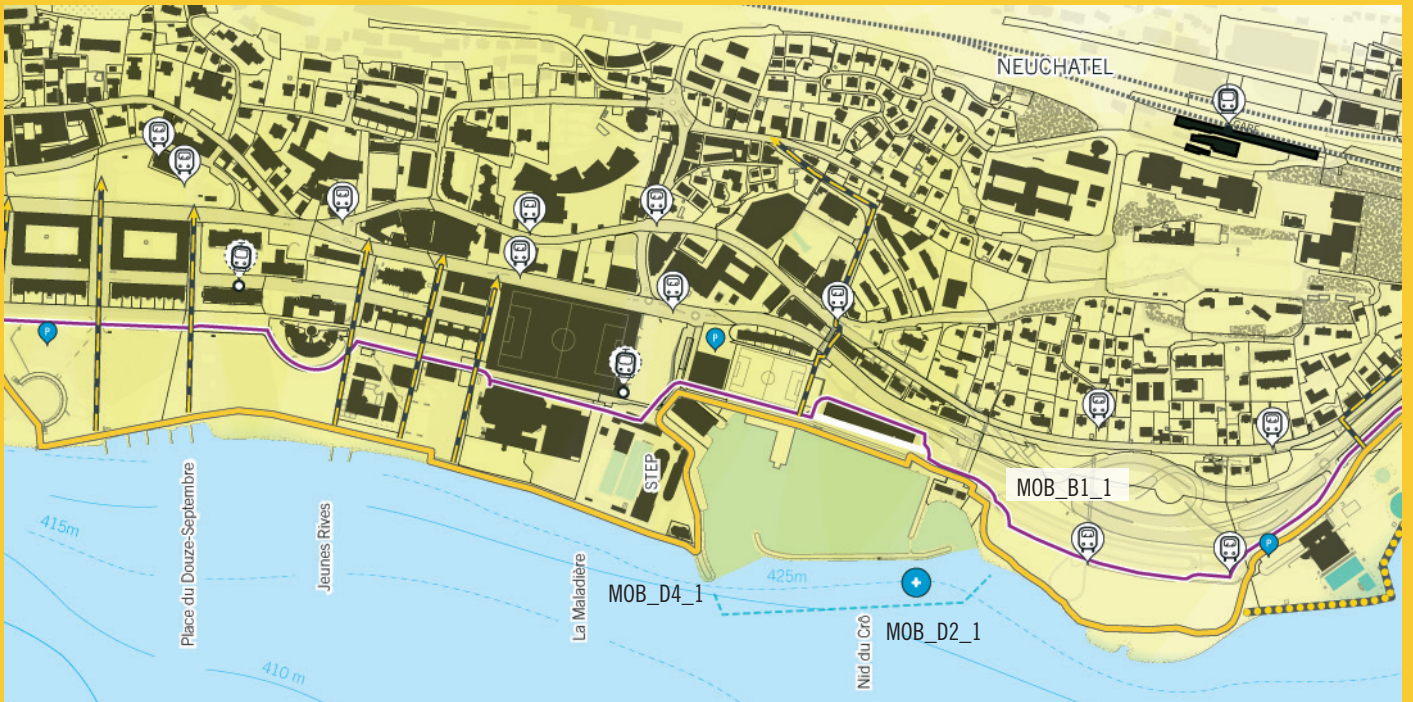 NEUCHATEL
GARE
P
P
STEP
MOB_B1_1
P
415m
Place du Douze-Septembre
Jeunes Rives
La Maladière
425m
MOB_D4_1
MOB_D2_1
Nid du Crô
410 m